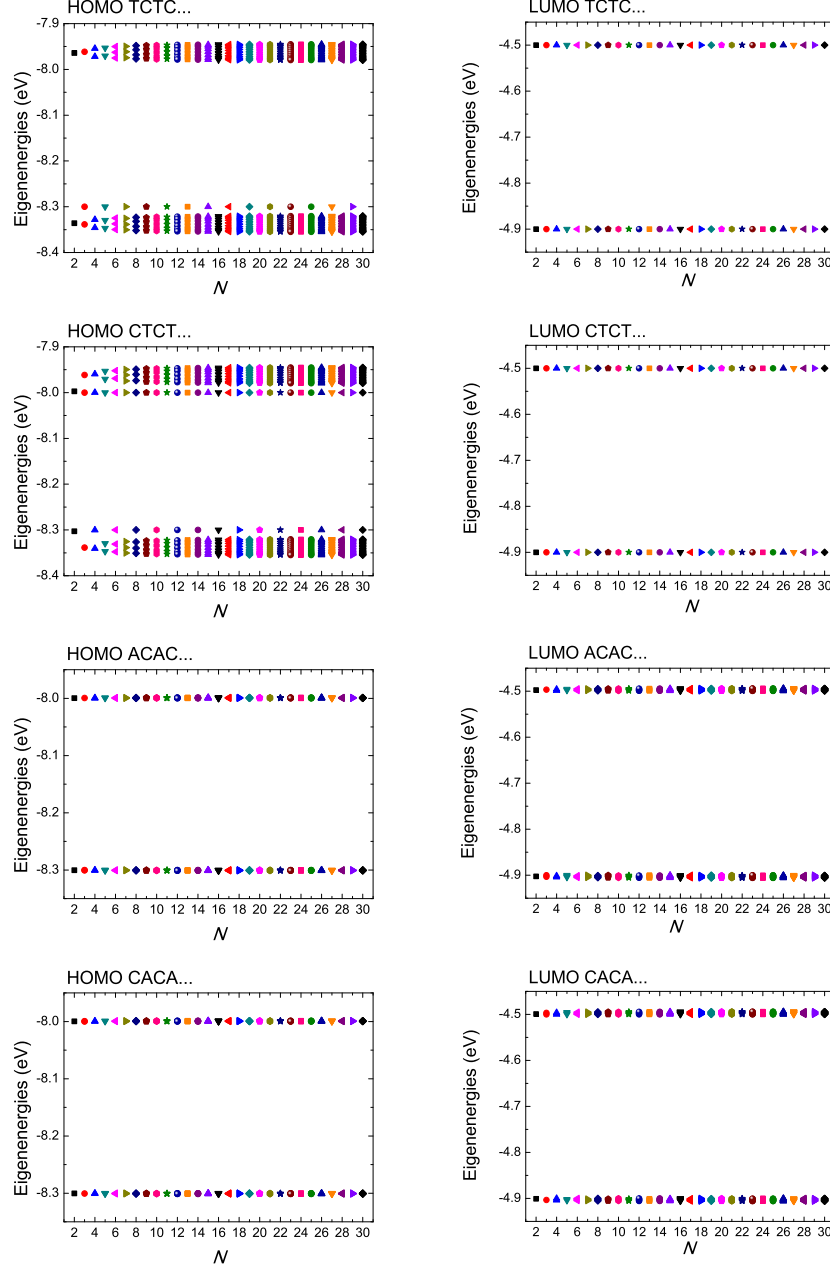 HOMO TCTC...
-7.9
-8.0
-8.1
-8.2
-8.3
-8.4
Eigenenergies (eV)
2 4 6 8 10 12 14 16 18 20 22 24 26 28 30
N
LUMO TCTC...
-4.5
-4.6
-4.7
-4.8
-4.9
Eigenenergies (eV)
2 4 6 8 10 12 14 16 18 20 22 24 26 28 30
N
HOMO CTCT...
-7.9
-8.0
-8.1
-8.2
-8.3
-8.4
Eigenenergies (eV)
2 4 6 8 10 12 14 16 18 20 22 24 26 28 30
N
LUMO CTCT...
-4.5
-4.6
-4.7
-4.8
-4.9
Eigenenergies (eV)
2 4 6 8 10 12 14 16 18 20 22 24 26 28 30
N
HOMO ACAC...
-8.0
-8.1
-8.2
-8.3
Eigenenergies (eV)
2 4 6 8 10 12 14 16 18 20 22 24 26 28 30
N
LUMO ACAC...
-4.5
-4.6
-4.7
-4.8
-4.9
Eigenenergies (eV)
2 4 6 8 10 12 14 16 18 20 22 24 26 28 30
N
HOMO CACA...
-8.0
-8.1
-8.2
-8.3
Eigenenergies (eV)
2 4 6 8 10 12 14 16 18 20 22 24 26 28 30
N
LUMO CACA...
-4.5
-4.6
-4.7
-4.8
-4.9
Eigenenergies (eV)
2 4 6 8 10 12 14 16 18 20 22 24 26 28 30
N